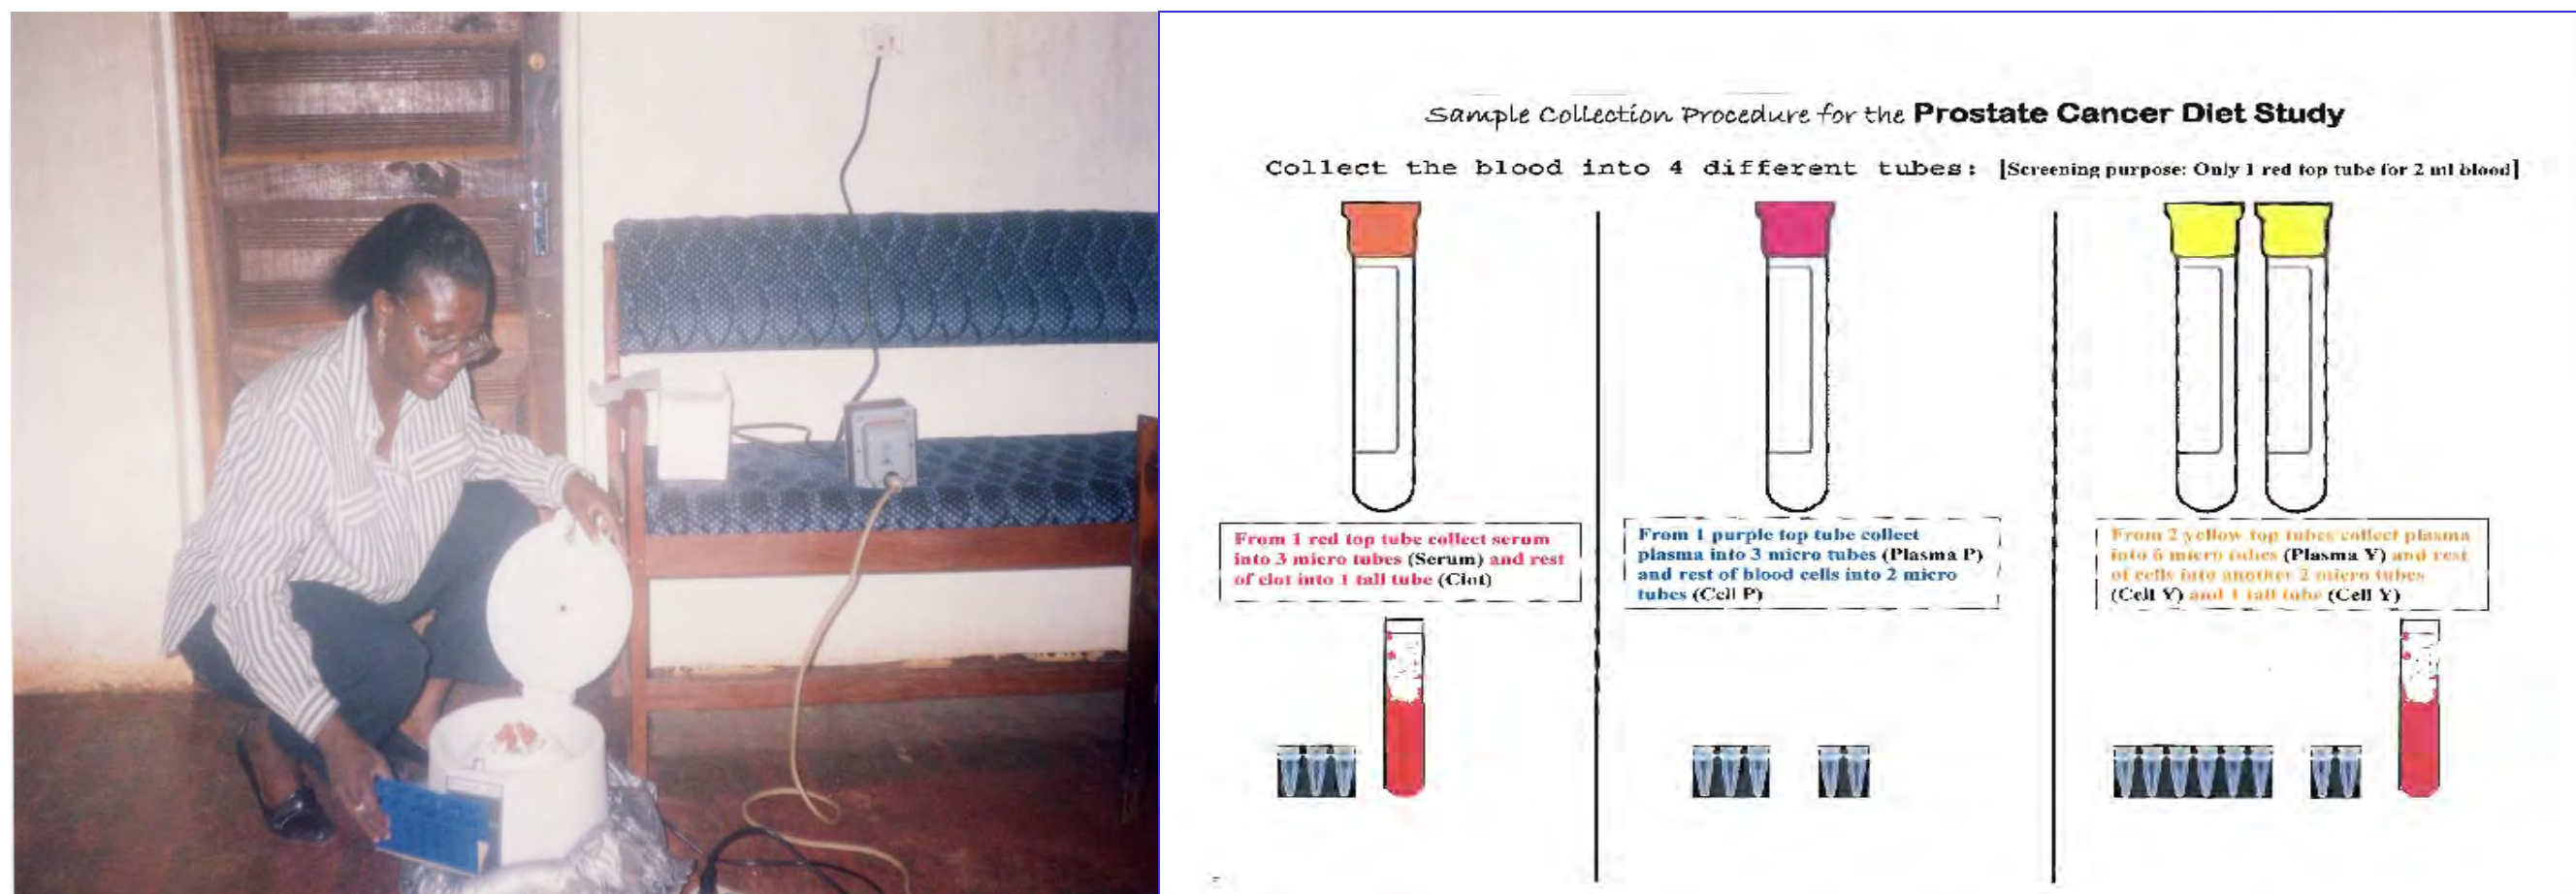 Sample Collection Procedure for the Prostate Cancer Diet Study
Collect the blood into 4 different tubes: [Screening purpose: Only 1 red top tube for 2 ml blood]
From 1 red top tube collect serum
into 3 micro tubes (Serum) and rest
of clot into 1 tall tube (Clot)
From 1 purple top tube collect
plasma into 3 micro tubes (Plasma P)
and rest of blood cells into 2 micro
tubes (Cell P)
From 2 yellow top tubes collect plasma
into 6 micro tubes (Plasma Y) and rest
of cells into another 2 micro tubes
(Cell Y) and 1 tall tube (Cell Y)